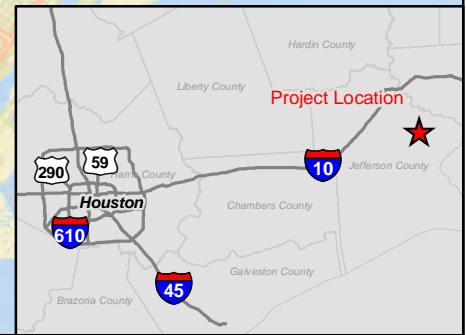 Hardin County
Liberty County
Project Location
290
59
Harris County
10
Jefferson County
Houston
Chambers County
610
Galveston County
45
Brazoria County